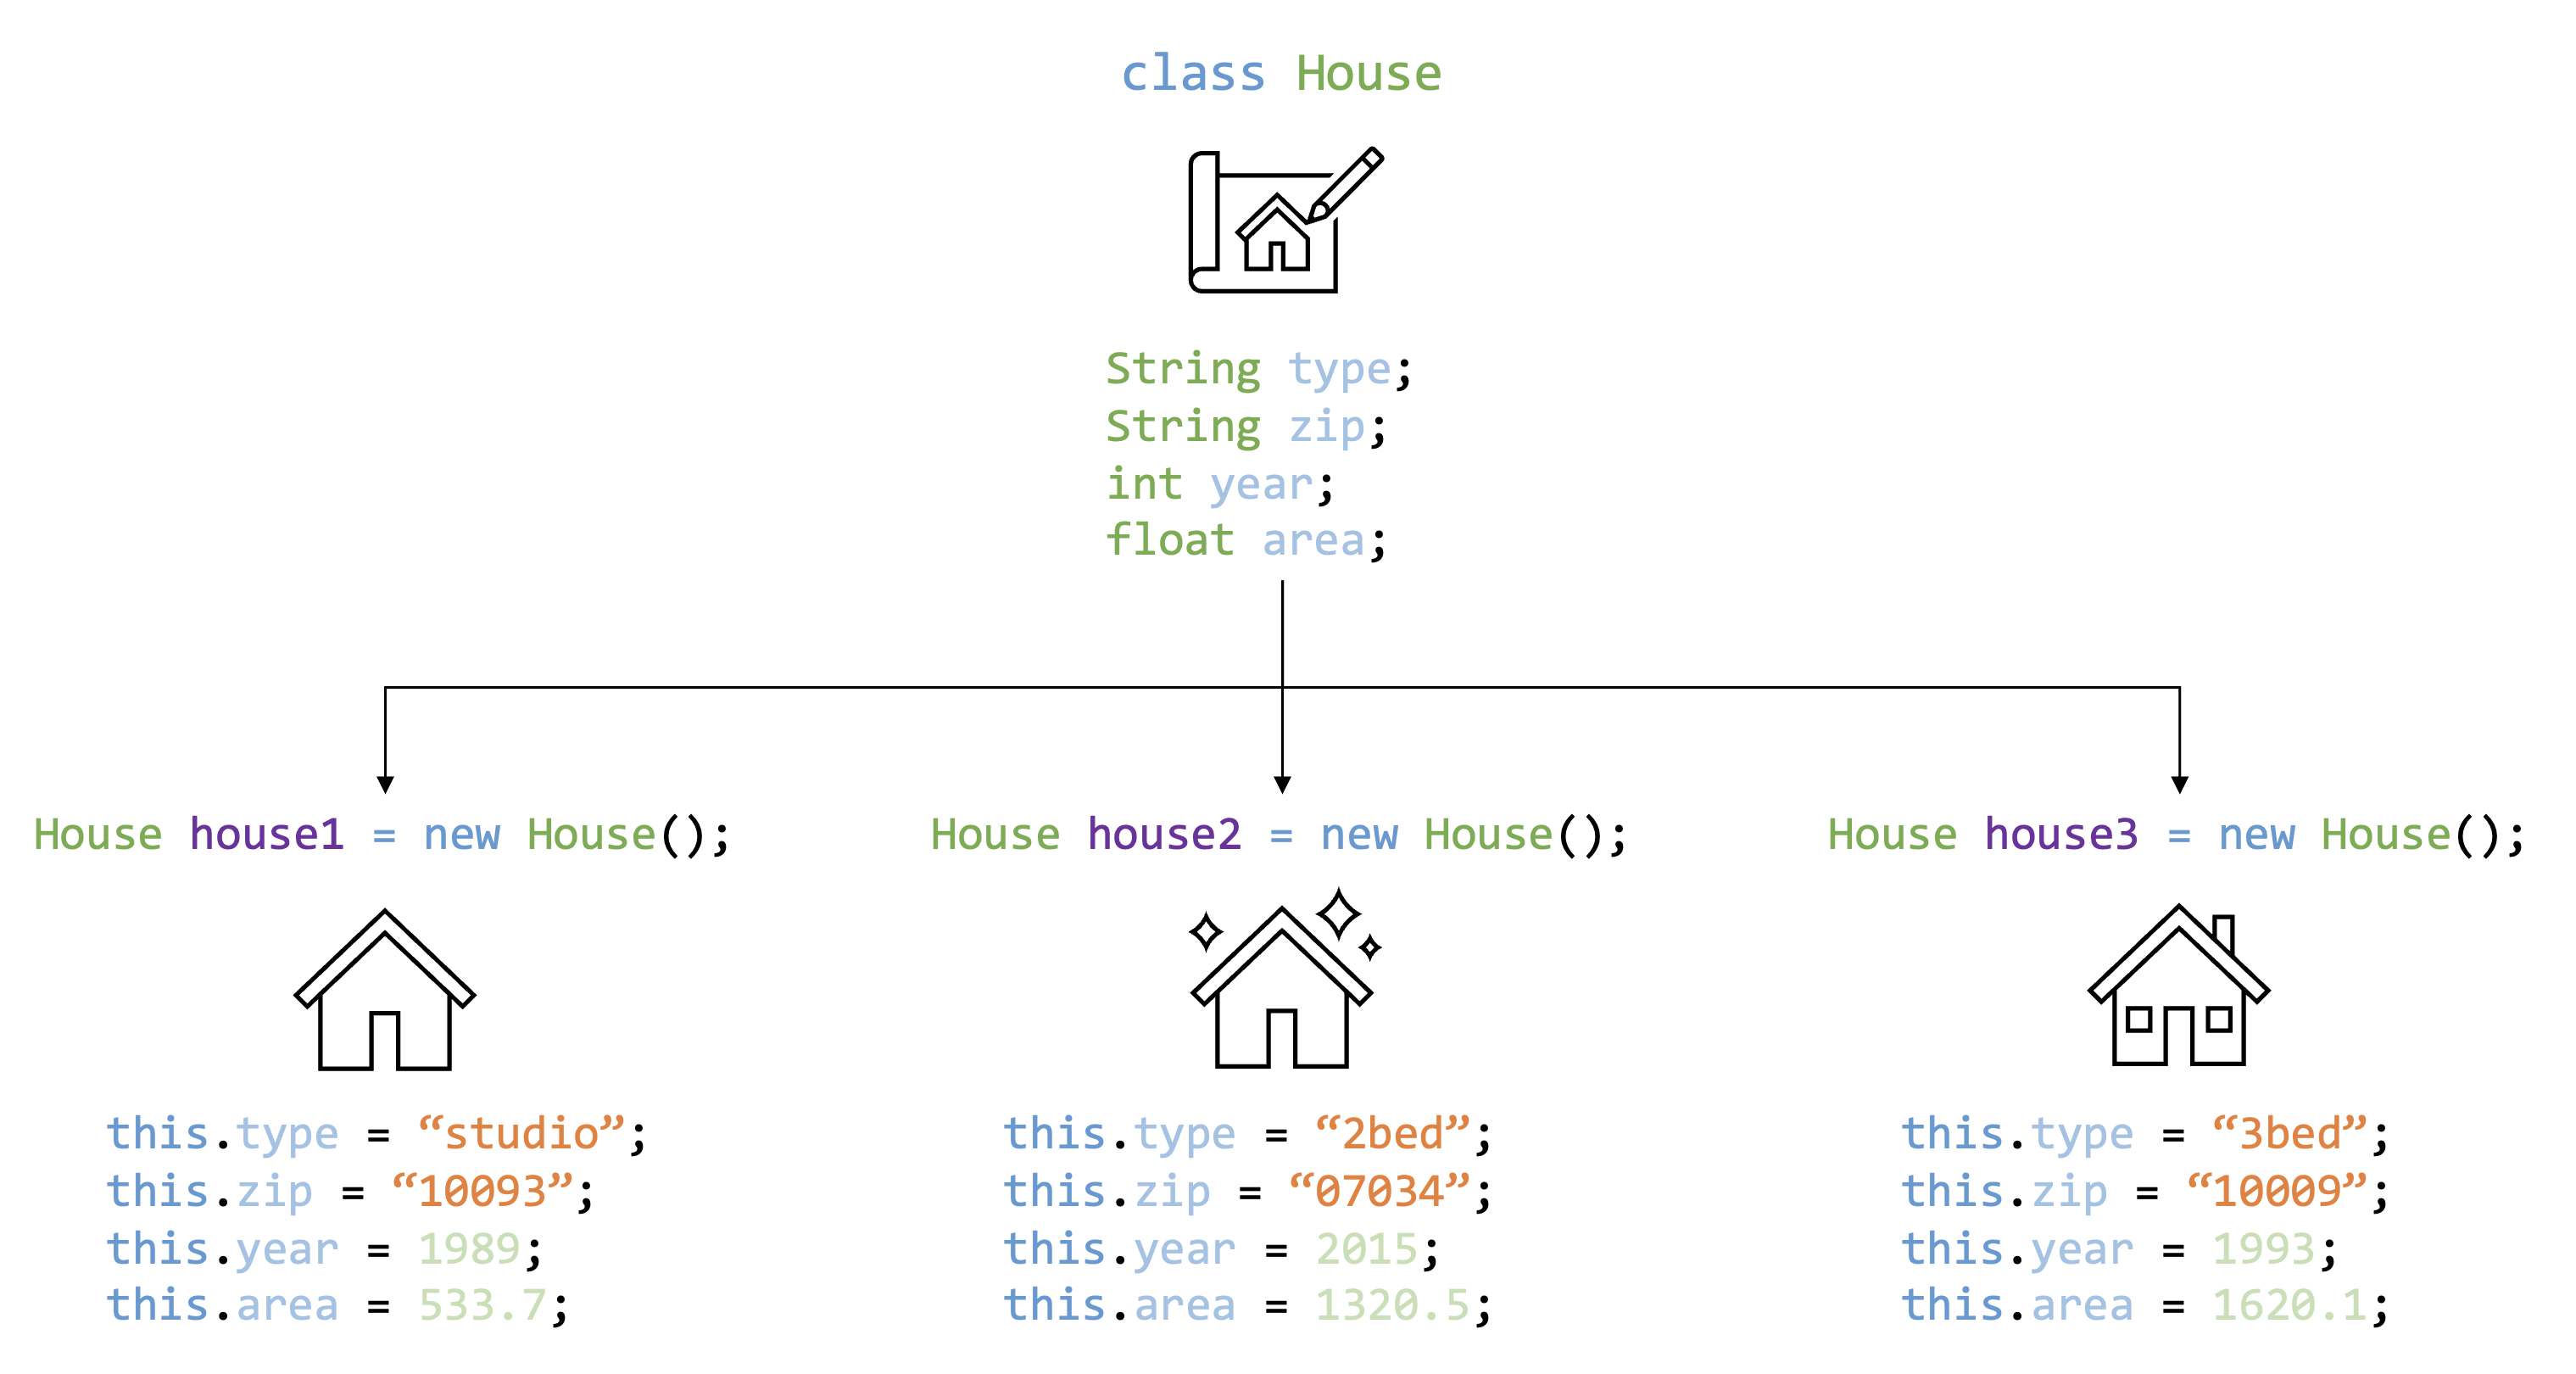 class House
String type;
String zip;
int year;
float area;
House house1 = new House();
this.type = “studio”;
this.zip = “10093”;
this.year = 1989;
this.area = 533.7;
House house2 = new House();
this.type = “2bed”;
this.zip = “07034”;
this.year = 2015;
this.area = 1320.5;
House house3 = new House();
this.type = “3bed”;
this.zip = “10009”;
this.year = 1993;
this.area = 1620.1;